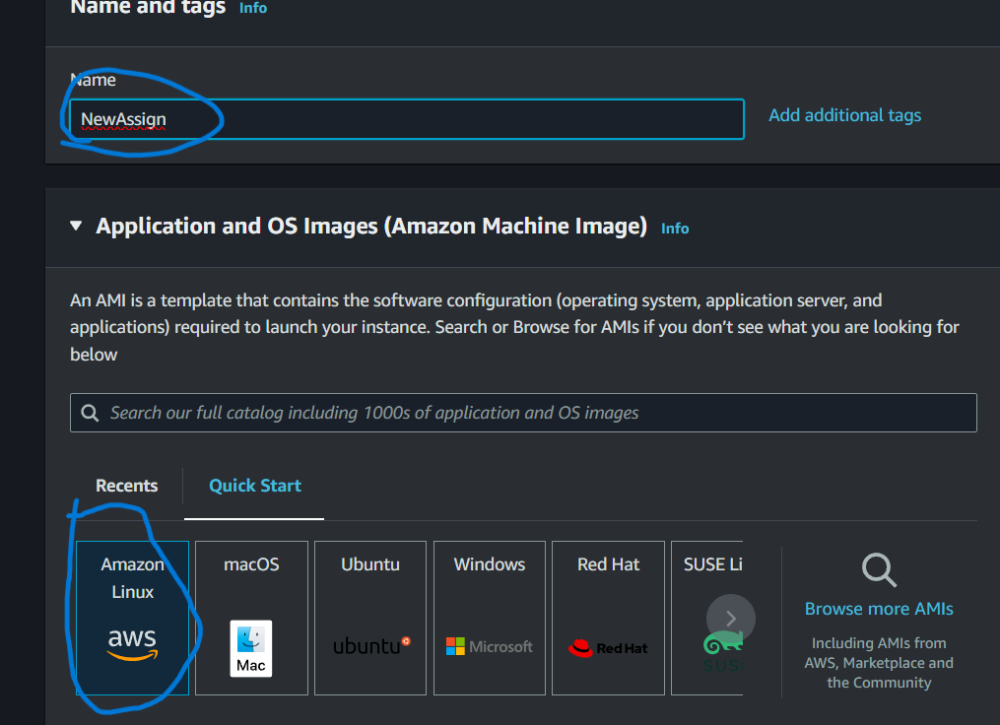 Name and tags Info
Name
NewAssign
Add additional tags
Application and OS Images (Amazon Machine Image) Info
An AMI is a template that contains the software configuration (operating system, application server, and
applications) required to launch your instance. Search or Browse for AMIs if you don’t see what you are looking for
below
Search our full catalog including 1000s of application and OS images
Recents
Quick Start
Amazon
Linux
aws
macOS
Mac
Ubuntu
ubuntu
Windows
Microsoft
Red Hat
Red Hat
SUSE Li
SUS
Browse more AMIs
Including AMIs from
AWS, Marketplace and
the Community